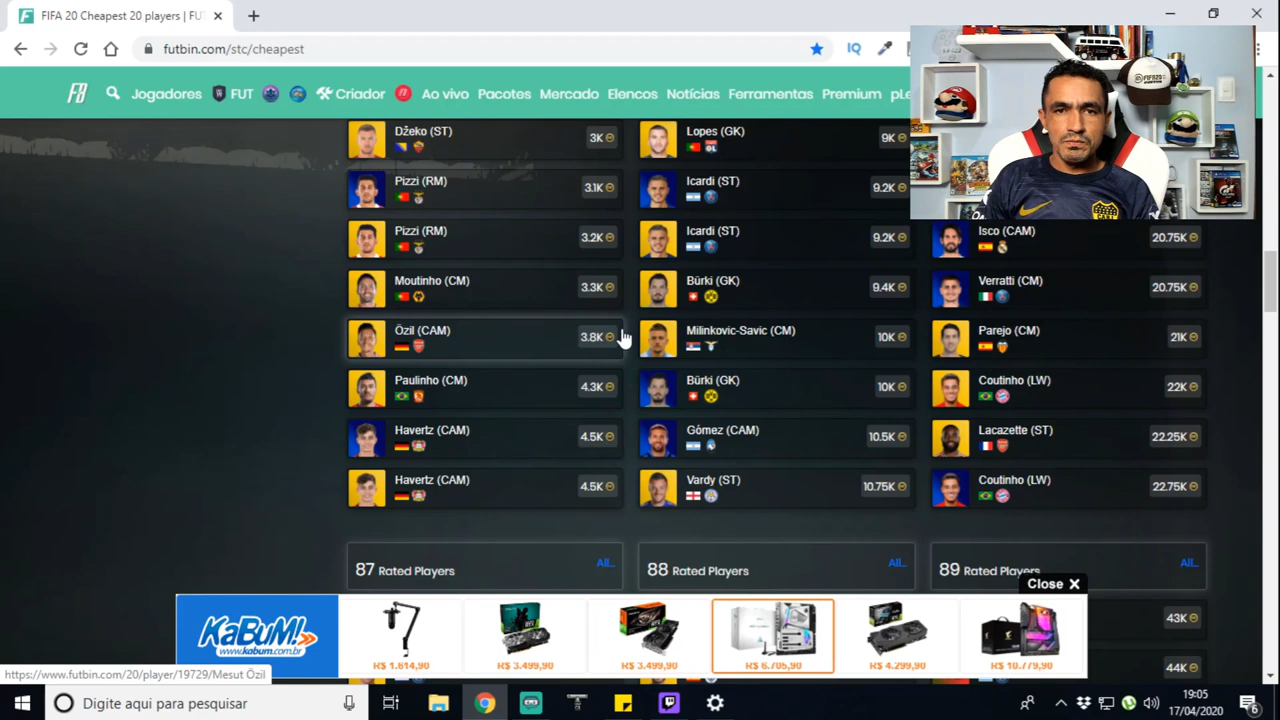 FIFA 20 Cheapest 20 players | FUT
futbin.com/stc/cheapest
IQ
FB
Jogadores
FUT
Criador
Ao vivo
Pacotes
Mercado
Elencos
Notícias
Ferramentas
Premium
Džeko (ST)
3K
Lopes (GK)
9K
Pizzi (RM)
3.1K
Icardi (ST)
9.2K
Pizzi (RM)
3.2K
Icardi (ST)
9.2K
Isco (CAM)
20.75K
Moutinho (CM)
3.3K
Bürki (GK)
9.4K
Verratti (CM)
20.75K
Özil (CAM)
3.8K
Milinkovic-Savic (CM)
10K
Parejo (CM)
21K
Paulinho (CM)
4.3K
Bürki (GK)
10K
Coutinho (LW)
22K
Havertz (CAM)
4.5K
Gómez (CAM)
10.5K
Lacazette (ST)
22.25K
Havertz (CAM)
4.5K
Vardy (ST)
10.75K
Coutinho (LW)
22.75K
87 Rated Players
All..
88 Rated Players
All..
89 Rated Players
All..
Close X
43K
44K
KaBuM!
www.kabum.com.br
R$ 1.614,90
R$ 3.499,90
R$ 3.499,90
R$ 6.705,90
R$ 4.299,90
R$ 10.779,90
https://www.futbin.com/20/player/19729/Mesut Özil
Digite aqui para pesquisar
19:05
17/04/2020
6